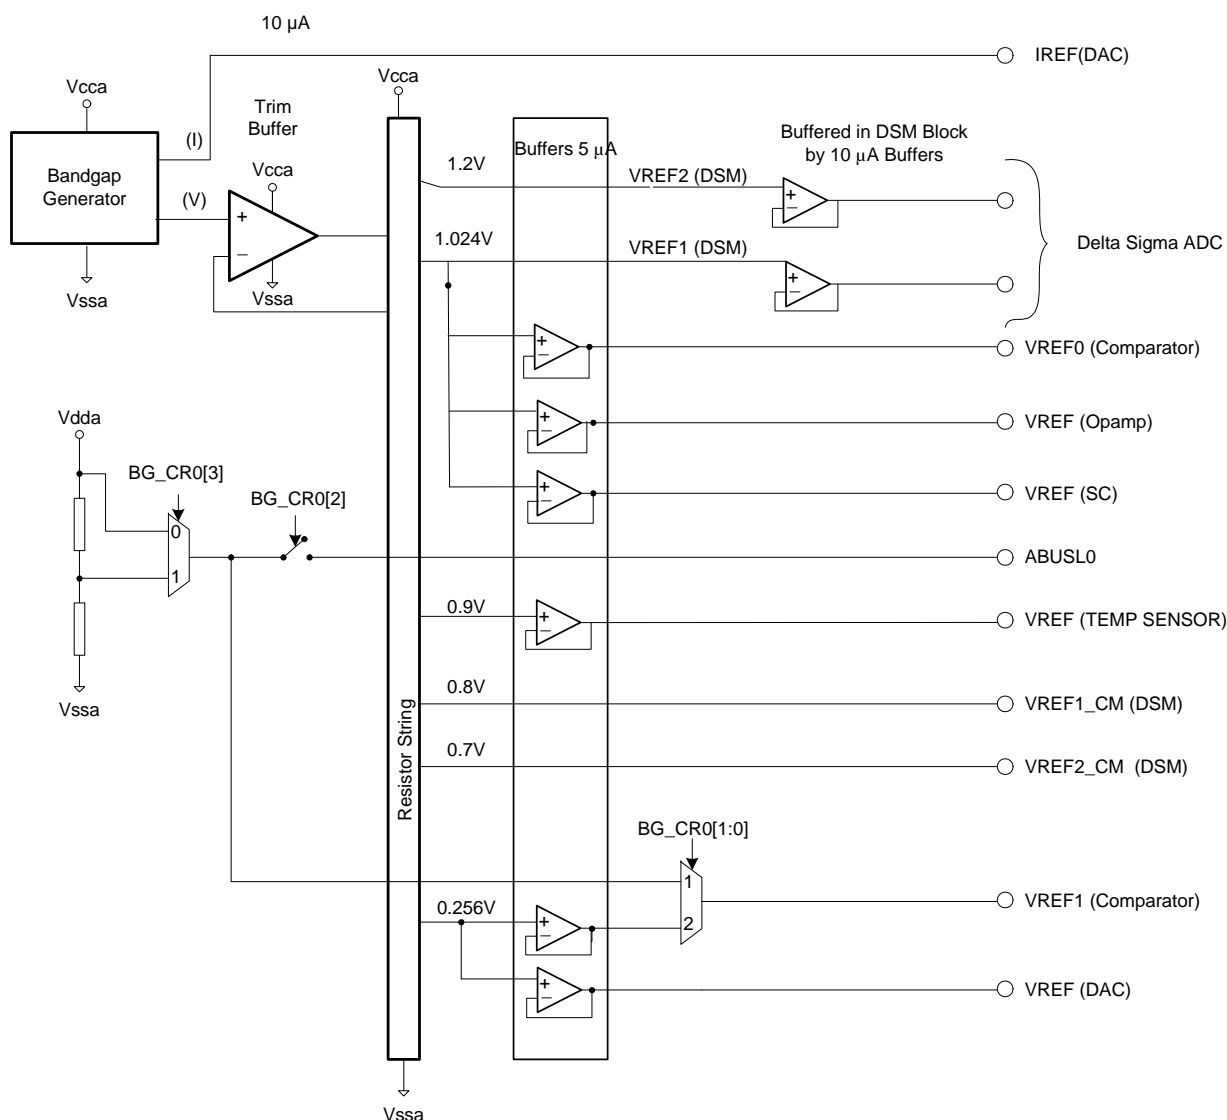 10 µA
IREF(DAC)
Vcca
Vcca
Trim
Buffer
Buffers 5 µA
Buffered in DSM Block
by 10 µA Buffers
(I)
Bandgap
Generator
Vcca
1.2V
VREF2 (DSM)
(V)
+
−
1.024V
VREF1 (DSM)
Delta Sigma ADC
+
−
+
−
Vssa
Vssa
+
−
VREF0 (Comparator)
Vdda
+
−
VREF (Opamp)
BG_CR0[3]
BG_CR0[2]
+
−
VREF (SC)
0
1
ABUSL0
0.9V
+
−
VREF (TEMP SENSOR)
Vssa
0.8V
VREF1_CM (DSM)
Resistor String
0.7V
VREF2_CM (DSM)
BG_CR0[1:0]
1
2
VREF1 (Comparator)
0.256V
+
−
+
−
VREF (DAC)
Vssa